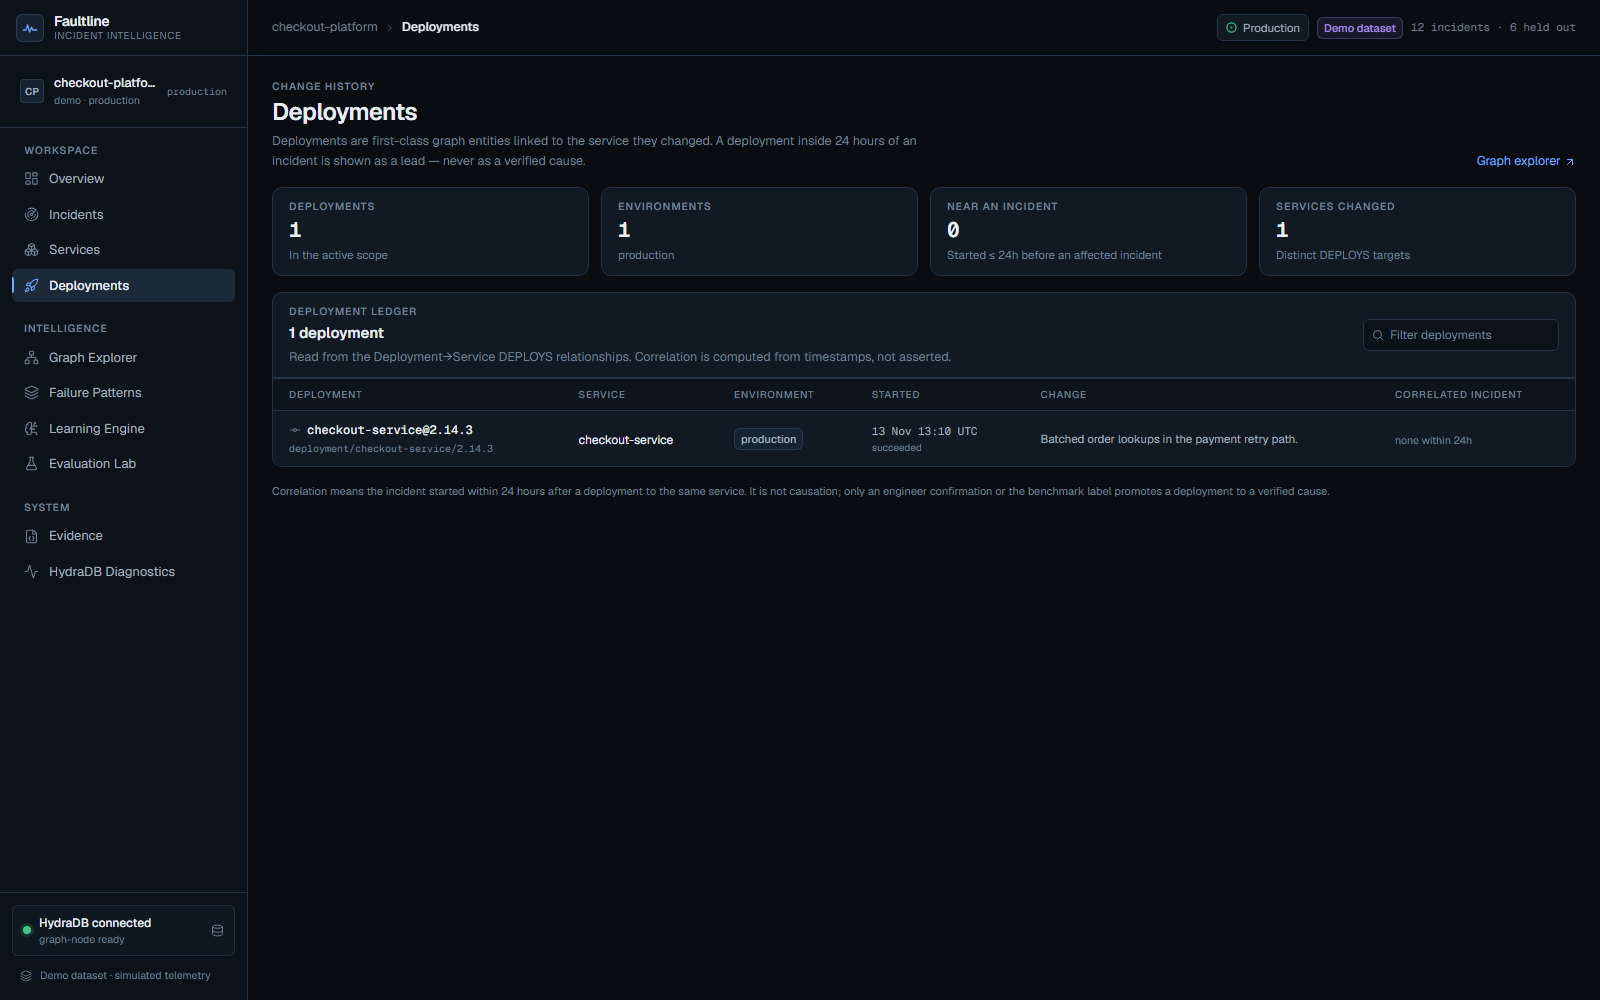 Faultline
INCIDENT INTELLIGENCE
CP
checkout-platfo...
demo · production
production
WORKSPACE
Overview
Incidents
Services
Deployments
INTELLIGENCE
Graph Explorer
Failure Patterns
Learning Engine
Evaluation Lab
SYSTEM
Evidence
HydraDB Diagnostics
HydraDB connected
graph-node ready
Demo dataset · simulated telemetry
checkout-platform > Deployments
Production
Demo dataset
12 incidents · 6 held out
CHANGE HISTORY
Deployments
Deployments are first-class graph entities linked to the service they changed. A deployment inside 24 hours of an
incident is shown as a lead — never as a verified cause.
Graph explorer ↗
DEPLOYMENTS
1
In the active scope
ENVIRONMENTS
1
production
NEAR AN INCIDENT
0
Started ≤ 24h before an affected incident
SERVICES CHANGED
1
Distinct DEPLOYS targets
DEPLOYMENT LEDGER
1 deployment
Read from the Deployment→Service DEPLOYS relationships. Correlation is computed from timestamps, not asserted.
Filter deployments
DEPLOYMENT SERVICE ENVIRONMENT STARTED CHANGE CORRELATED INCIDENT
checkout-service@2.14.3
deployment/checkout-service/2.14.3
checkout-service
production
13 Nov 13:10 UTC
succeeded
Batched order lookups in the payment retry path.
none within 24h
Correlation means the incident started within 24 hours after a deployment to the same service. It is not causation; only an engineer confirmation or the benchmark label promotes a deployment to a verified cause.